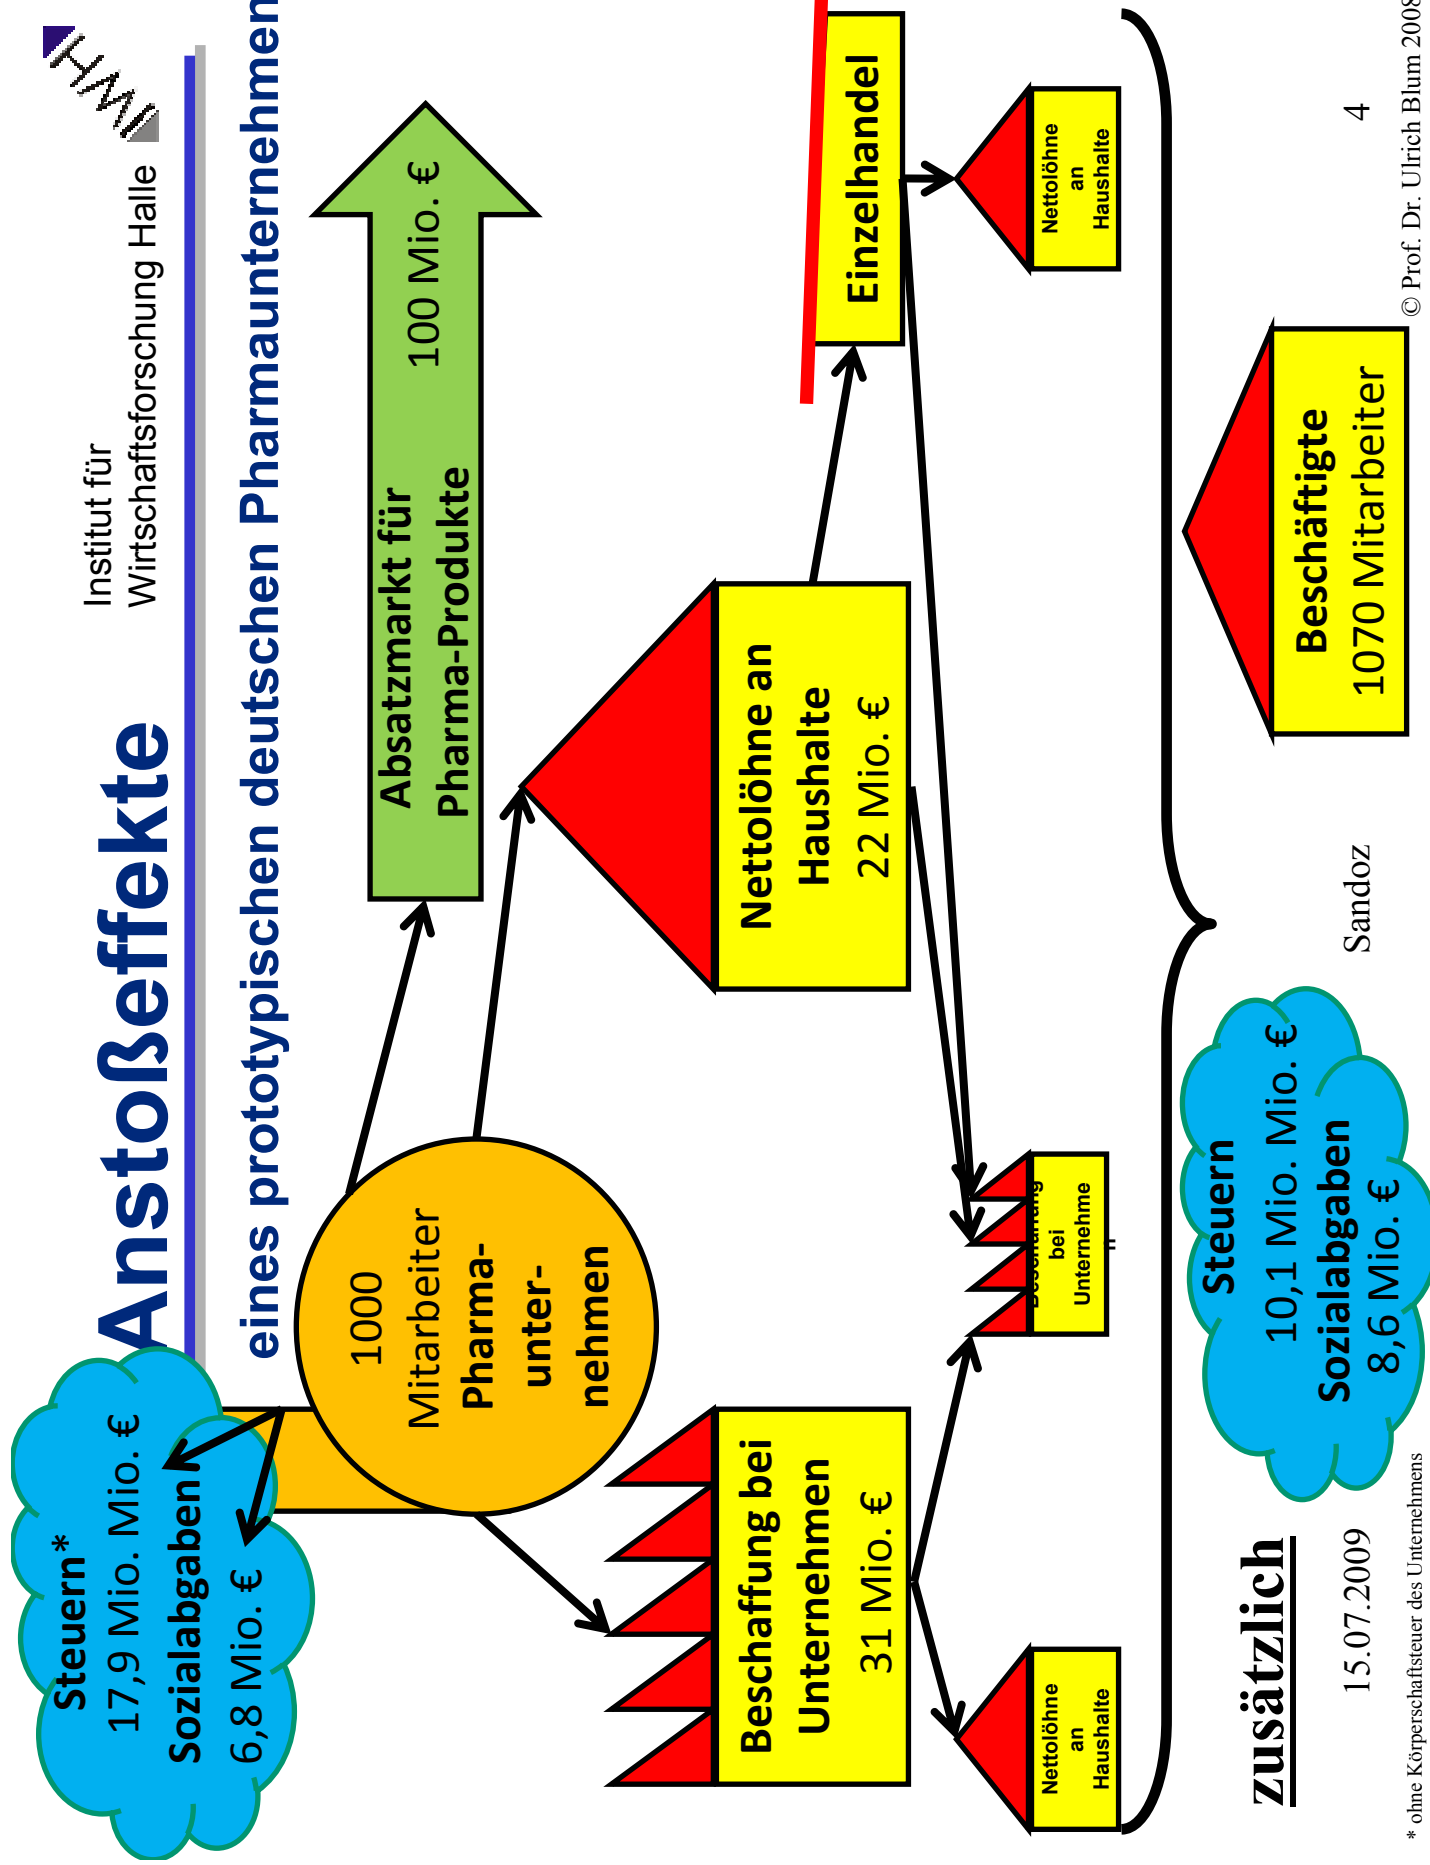 Anstoßeffekte
Institut für
Wirtschaftsforschung Halle
eines prototypischen deutschen Pharmaunternehmen
Steuern*
17,9 Mio. Mio. €
Sozialabgaben
6,8 Mio. €
1000
Mitarbeiter
Pharma-
unter-
nehmen
Absatzmarkt für
Pharma-Produkte
100 Mio. €
Beschaffung bei
Unternehmen
31 Mio. €
Nettolöhne an
Haushalte
22 Mio. €
Einzelhandel
Nettolöhne
an
Haushalte
bei
Unternehme
n
Nettolöhne
an
Haushalte
zusätzlich
Steuern
10,1 Mio. Mio. €
Sozialabgaben
8,6 Mio. €
Beschäftigte
1070 Mitarbeiter
15.07.2009
Sandoz
4
* ohne Körperschaftsteuer des Unternehmens
© Prof. Dr. Ulrich Blum 2008